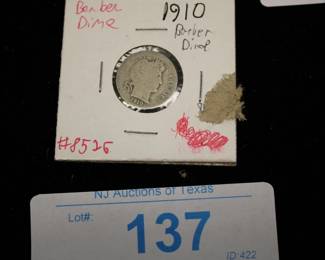 Barber
Dime
1910
Barber
Dime
#8526
NJ Auctions of Texas
Lot#:
137
ID:422